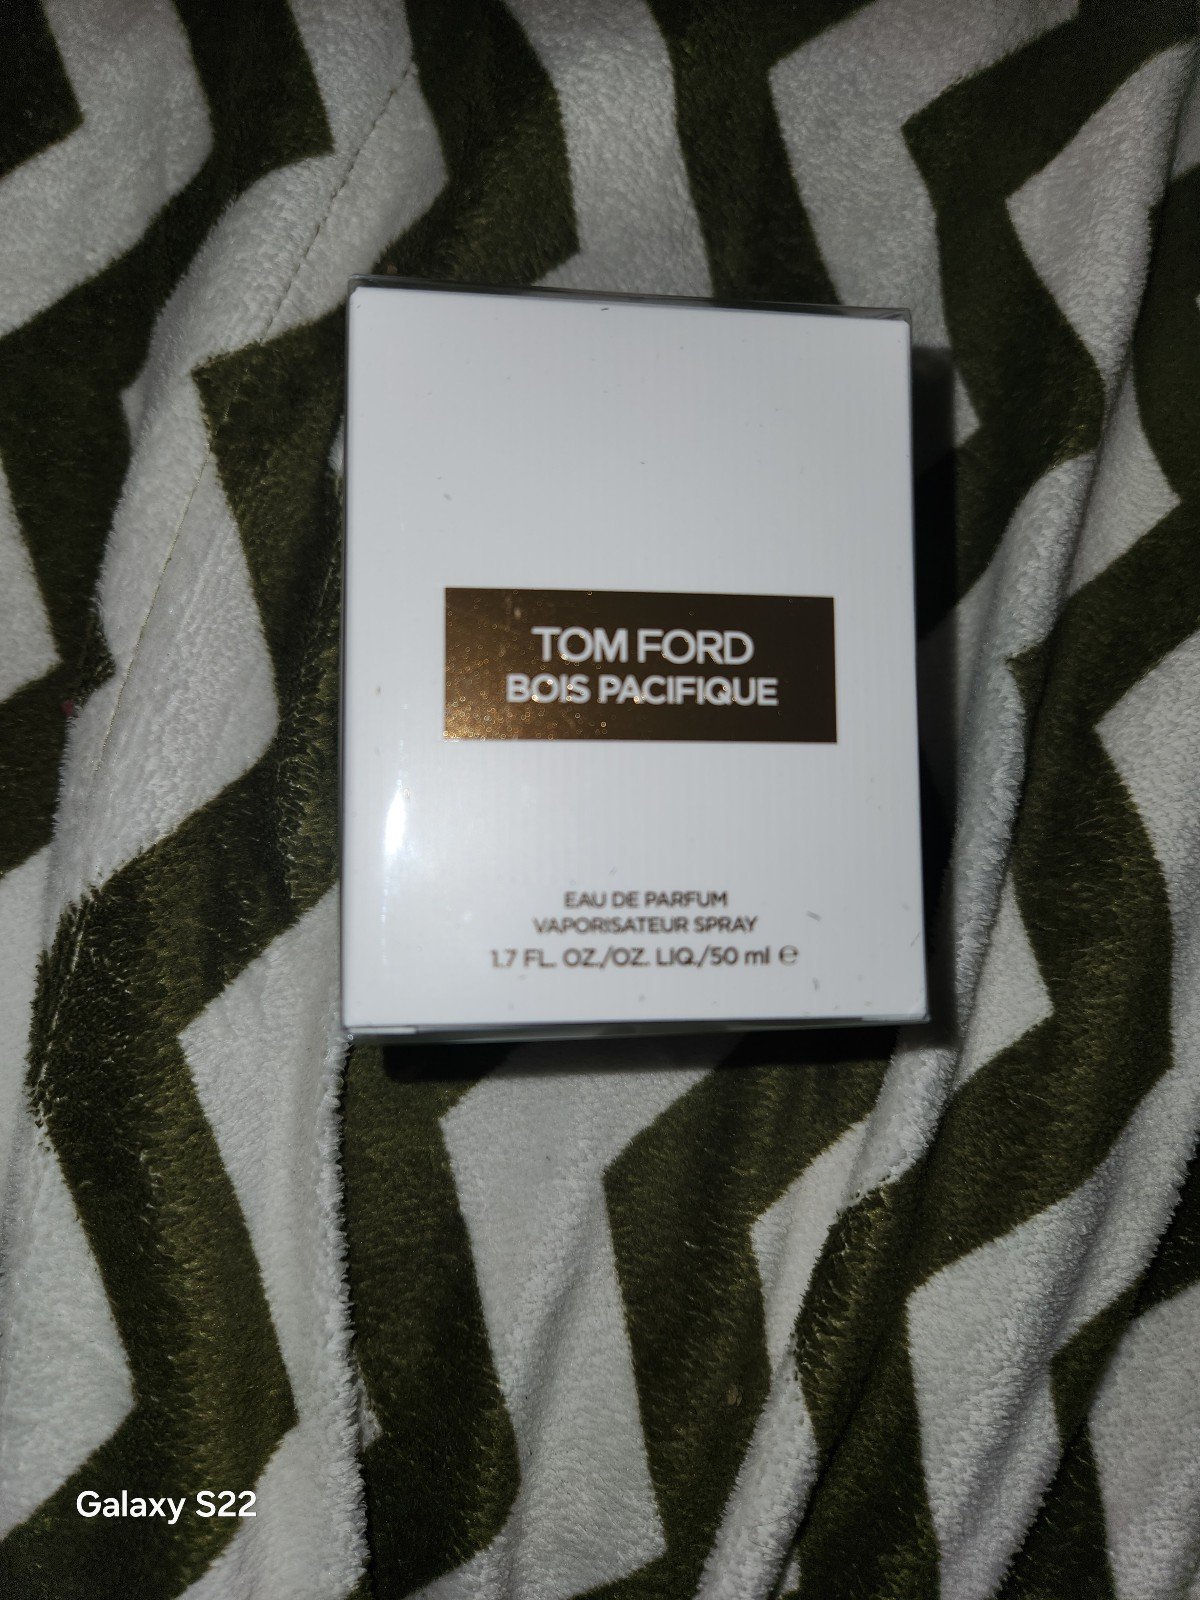 TOM FORD
BOIS PACIFIQUE
EAU DE PARFUM
VAPORISATEUR SPRAY
1.7 FL. OZ./OZ. LIQ./50 ml ℮
Galaxy S22